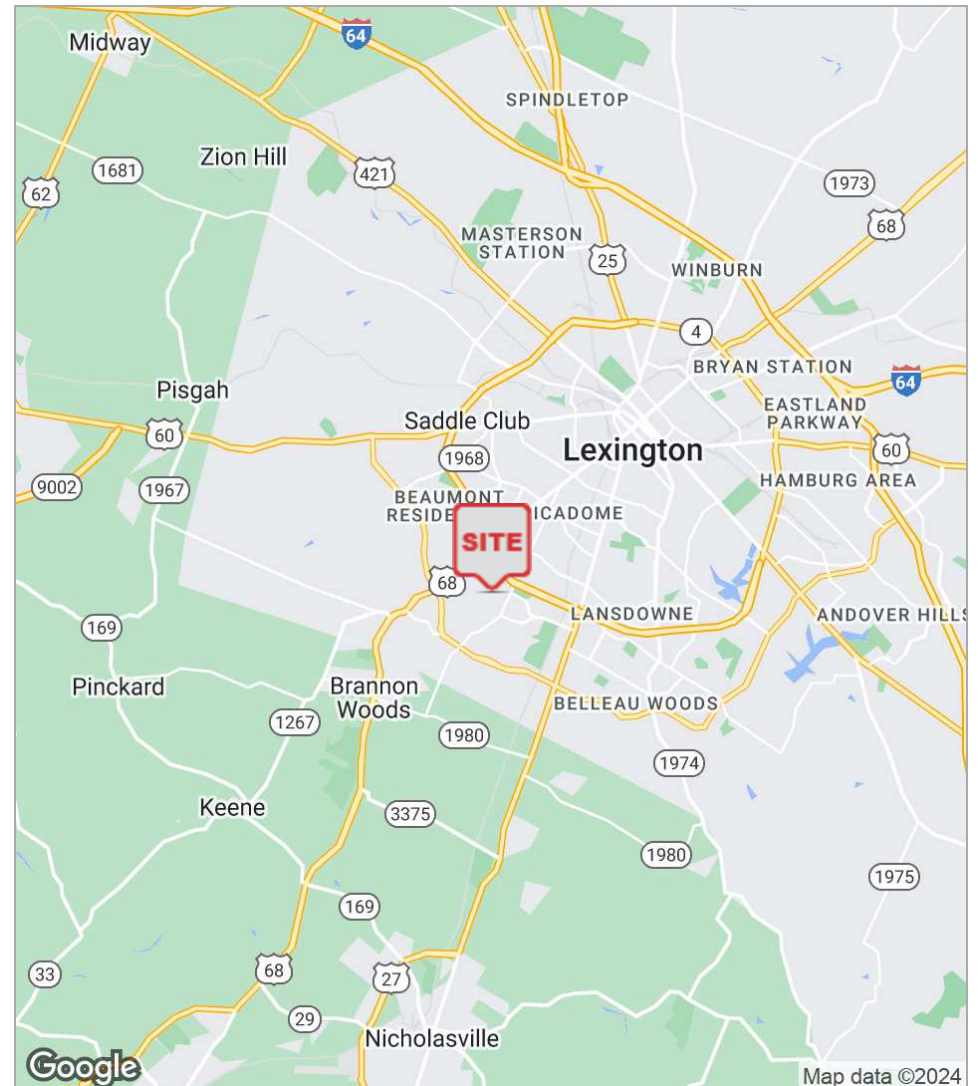 Midway
64
SPINDLETOP
Zion Hill
1681
421
1973
62
68
MASTERSON
STATION
25
WINBURN
4
BRYAN STATION
64
Pisgah
EASTLAND
PARKWAY
Saddle Club
60
Lexington
60
1968
9002
1967
HAMBURG AREA
BEAUMONT
RESIDE
ICADOME
SITE
68
LANSDOWNE
ANDOVER HILLS
169
Pinckard
Brannon
Woods
BELLEAU WOODS
1267
1980
1974
Keene
3375
1980
1975
169
33
68
27
29
Nicholasville
Google
Map data ©2024